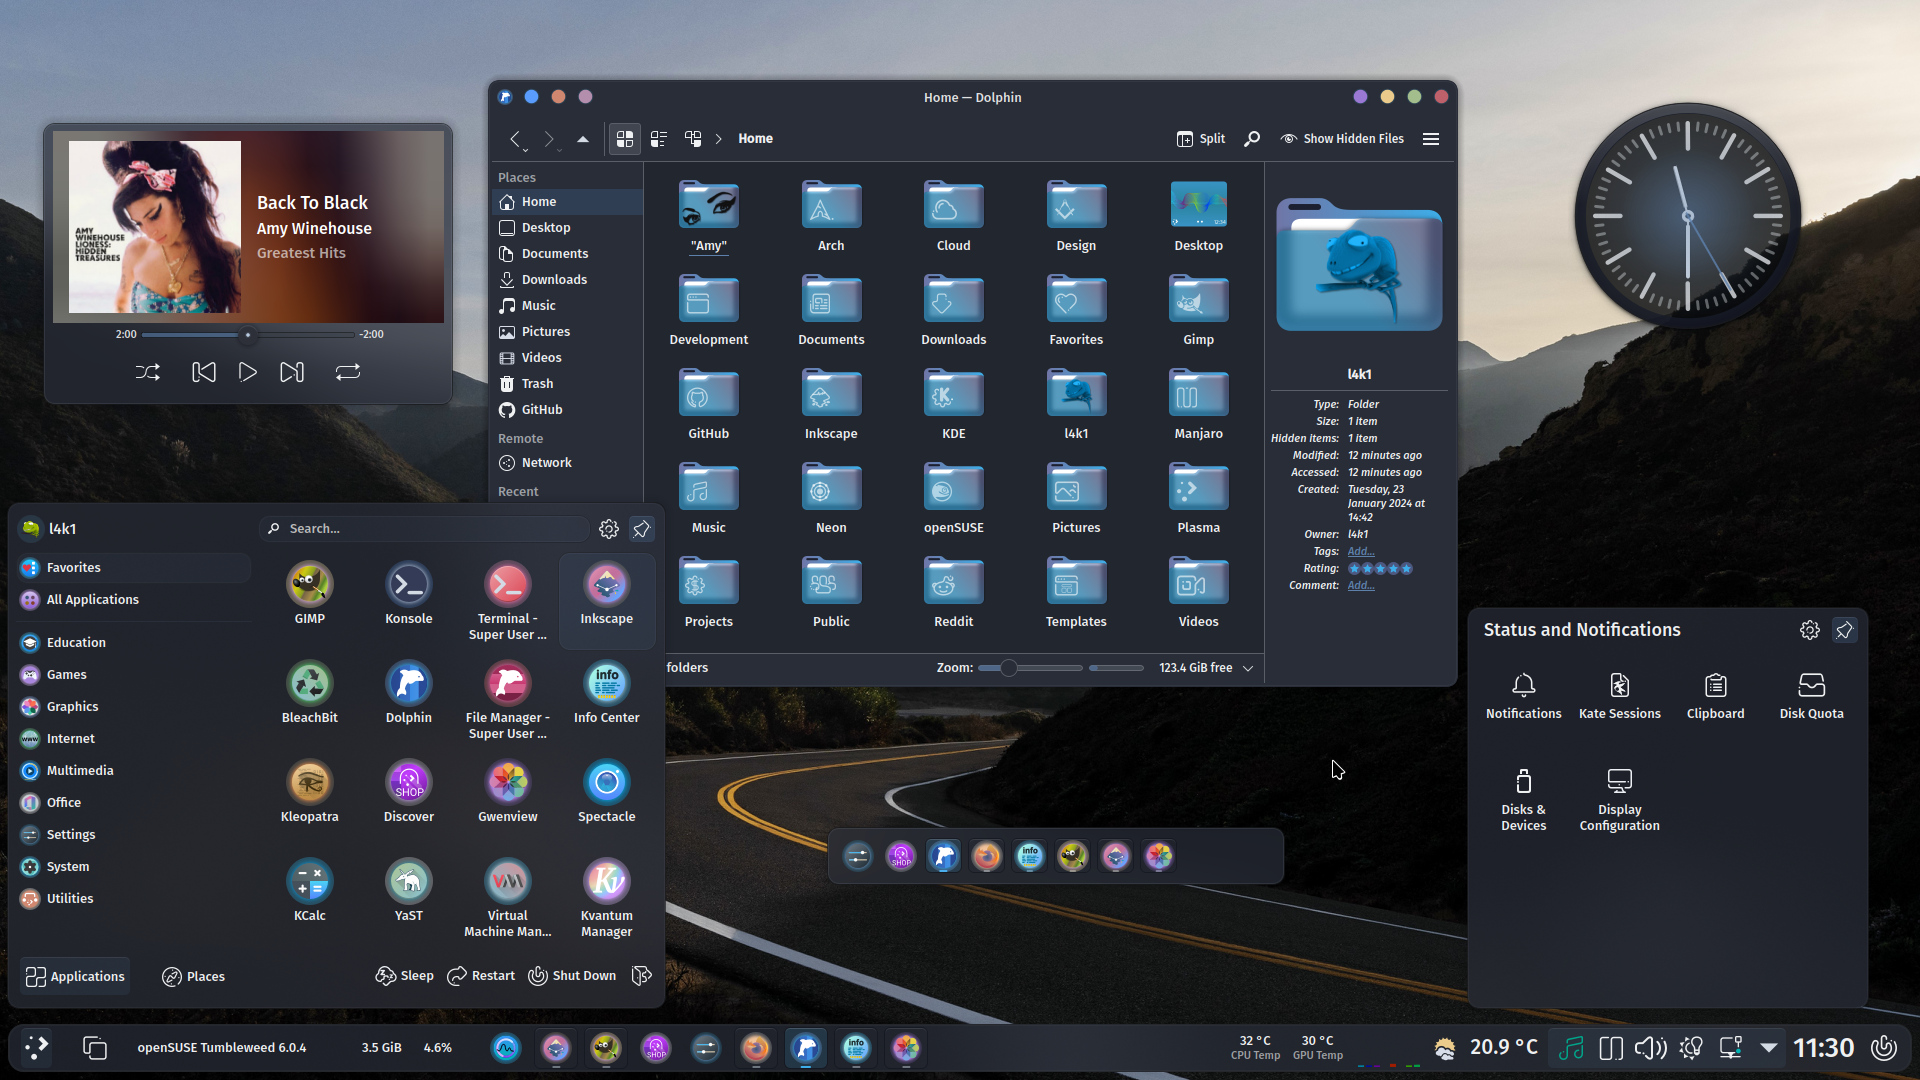 Home — Dolphin
Home
Split
Show Hidden Files
AMY
WINEHOUSE
LIONESS:
HIDDEN
TREASURES
Back To Black
Amy Winehouse
Greatest Hits
2:00
-2:00
Places
Home
Desktop
Documents
Downloads
Music
Pictures
Videos
Trash
GitHub
Remote
Network
Recent
"Amy"
Arch
Cloud
Design
Desktop
Development
Documents
Downloads
Favorites
Gimp
GitHub
Inkscape
KDE
l4k1
Manjaro
Music
Neon
openSUSE
Pictures
Plasma
Projects
Public
Reddit
Templates
Videos
folders
Zoom:
123.4 GiB free
l4k1
Type: Folder
Size: 1 item
Hidden items: 1 item
Modified: 12 minutes ago
Accessed: 12 minutes ago
Created: Tuesday, 23
January 2024 at
14:42
Owner: l4k1
Tags: Add...
Rating:
Comment: Add...
l4k1
Search...
Favorites
All Applications
Education
Games
Graphics
Internet
Multimedia
Office
Settings
System
Utilities
GIMP
Konsole
Terminal -
Super User ...
Inkscape
BleachBit
Dolphin
File Manager -
Super User ...
info
Info Center
Kleopatra
SHOP
Discover
Gwenview
Spectacle
KCalc
YaST
Virtual
Machine Man...
Kvantum
Manager
Applications
Places
Sleep
Restart
Shut Down
SHOP
info
Status and Notifications
Notifications
Kate Sessions
Clipboard
Disk Quota
Disks &
Devices
Display
Configuration
openSUSE Tumbleweed 6.0.4
3.5 GiB
4.6%
SHOP
info
32 °C
CPU Temp
30 °C
GPU Temp
20.9 °C
11:30